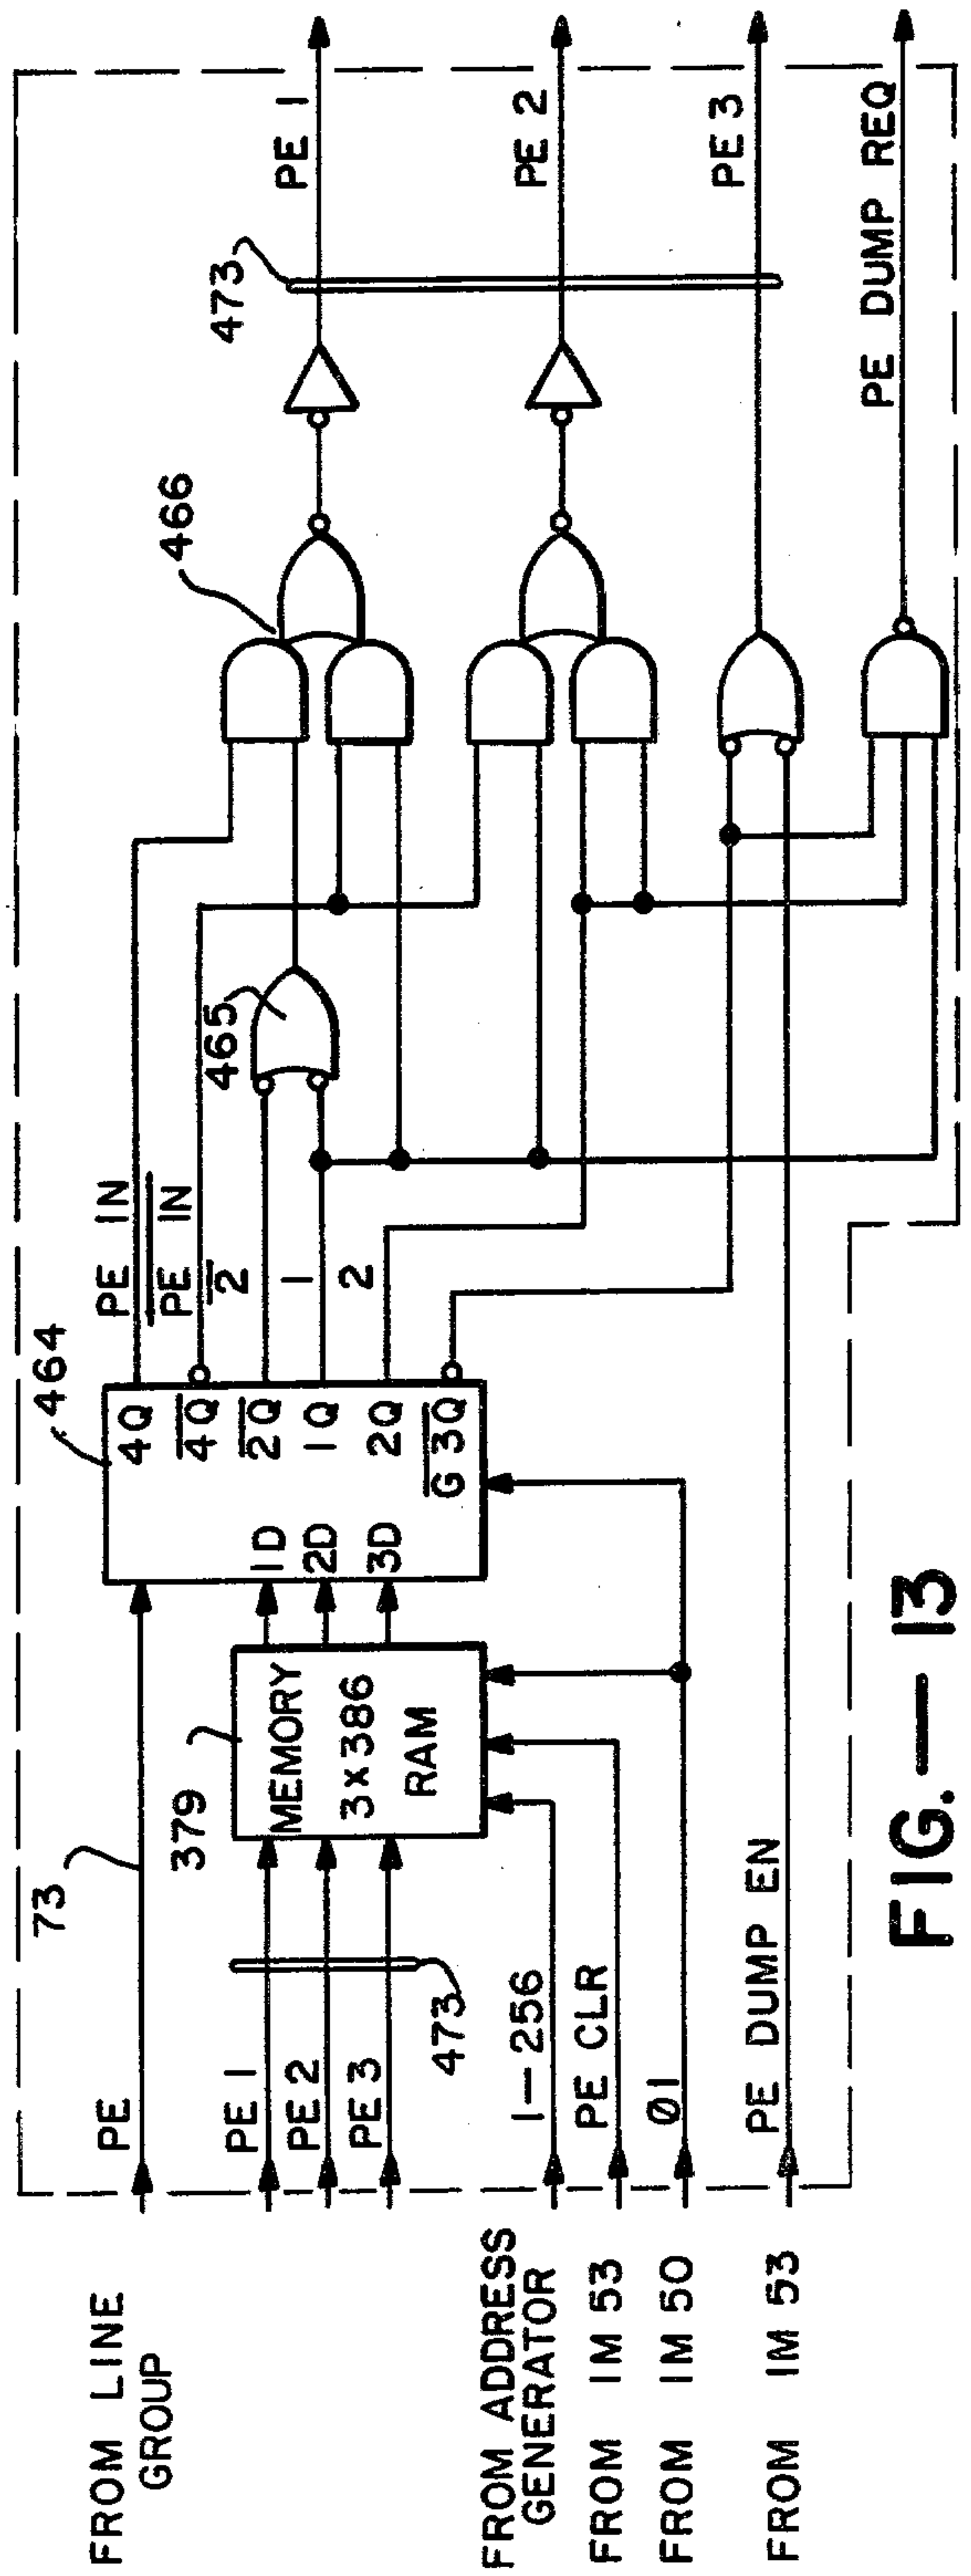 FROM LINE
GROUP
PE
73
PE 1
PE 2
PE 3
473
379
MEMORY
3x386
RAM
464
1D
2D
3D
4Q
4Q
2Q
1Q
2Q
G 3Q
PE IN
PE IN
2
1
2
465
466
473
PE 1
PE 2
PE 3
PE DUMP REQ
FROM ADDRESS
GENERATOR
1—256
FROM IM 53
PE CLR
FROM IM 50
01
FROM IM 53
PE DUMP EN
FIG.—13